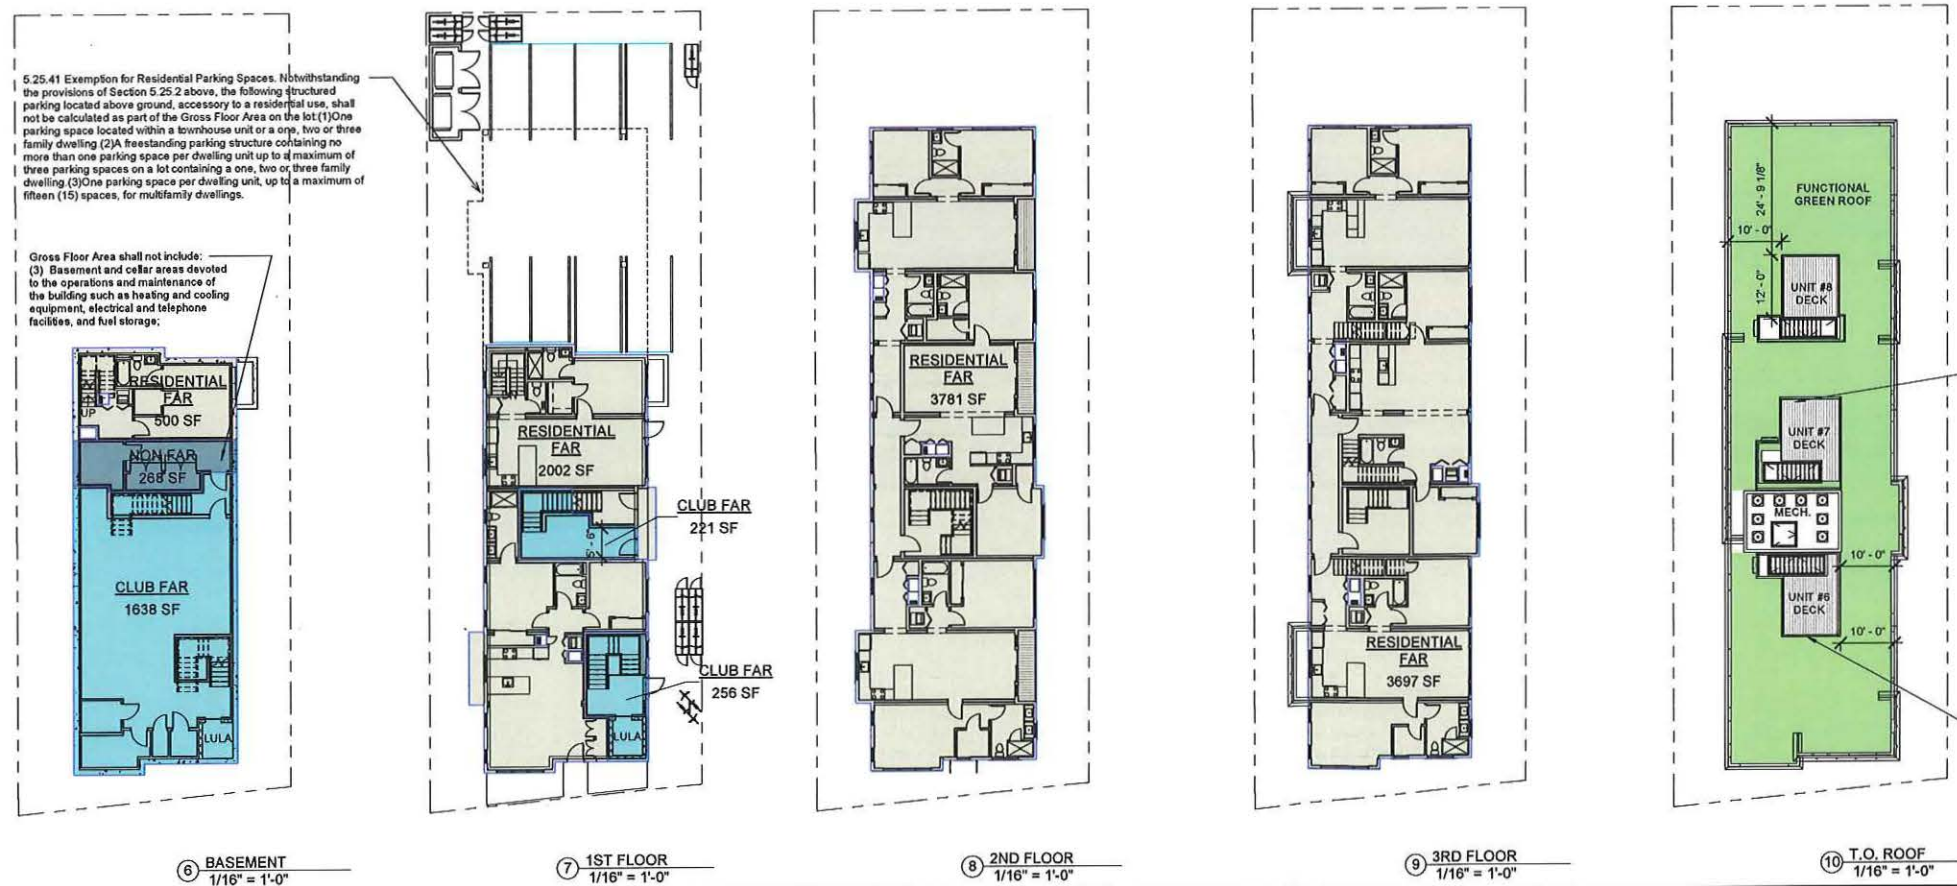 5.25.41 Exemption for Residential Parking Spaces. Notwithstanding
the provisions of Section 5.25.2 above, the following structured
parking located above ground, accessory to a residential use, shall
not be calculated as part of the Gross Floor Area on the lot:(1)One
parking space located within a townhouse unit or a one, two or three
family dwelling.(2)A freestanding parking structure containing no
more than one parking space per dwelling unit up to a maximum of
three parking spaces on a lot containing a one, two or three family
dwelling.(3)One parking space per dwelling unit, up to a maximum of
fifteen (15) spaces, for multifamily dwellings.
Gross Floor Area shall not include:
(3) Basement and cellar areas devoted
to the operations and maintenance of
the building such as heating and cooling
equipment, electrical and telephone
facilities, and fuel storage;
RESIDENTIAL
FAR
500 SF
UP
NON FAR
268 SF
CLUB FAR
1638 SF
LULA
6 BASEMENT
1/16" = 1'-0"
RESIDENTIAL
FAR
2002 SF
CLUB FAR
221 SF
5' - 6"
CLUB FAR
256 SF
LULA
7 1ST FLOOR
1/16" = 1'-0"
RESIDENTIAL
FAR
3781 SF
8 2ND FLOOR
1/16" = 1'-0"
RESIDENTIAL
FAR
3697 SF
9 3RD FLOOR
1/16" = 1'-0"
24' - 9 1/8"
FUNCTIONAL
GREEN ROOF
10' - 0"
12' - 0"
UNIT #8
DECK
UNIT #7
DECK
MECH.
10' - 0"
UNIT #6
DECK
10' - 0"
10 T.O. ROOF
1/16" = 1'-0"